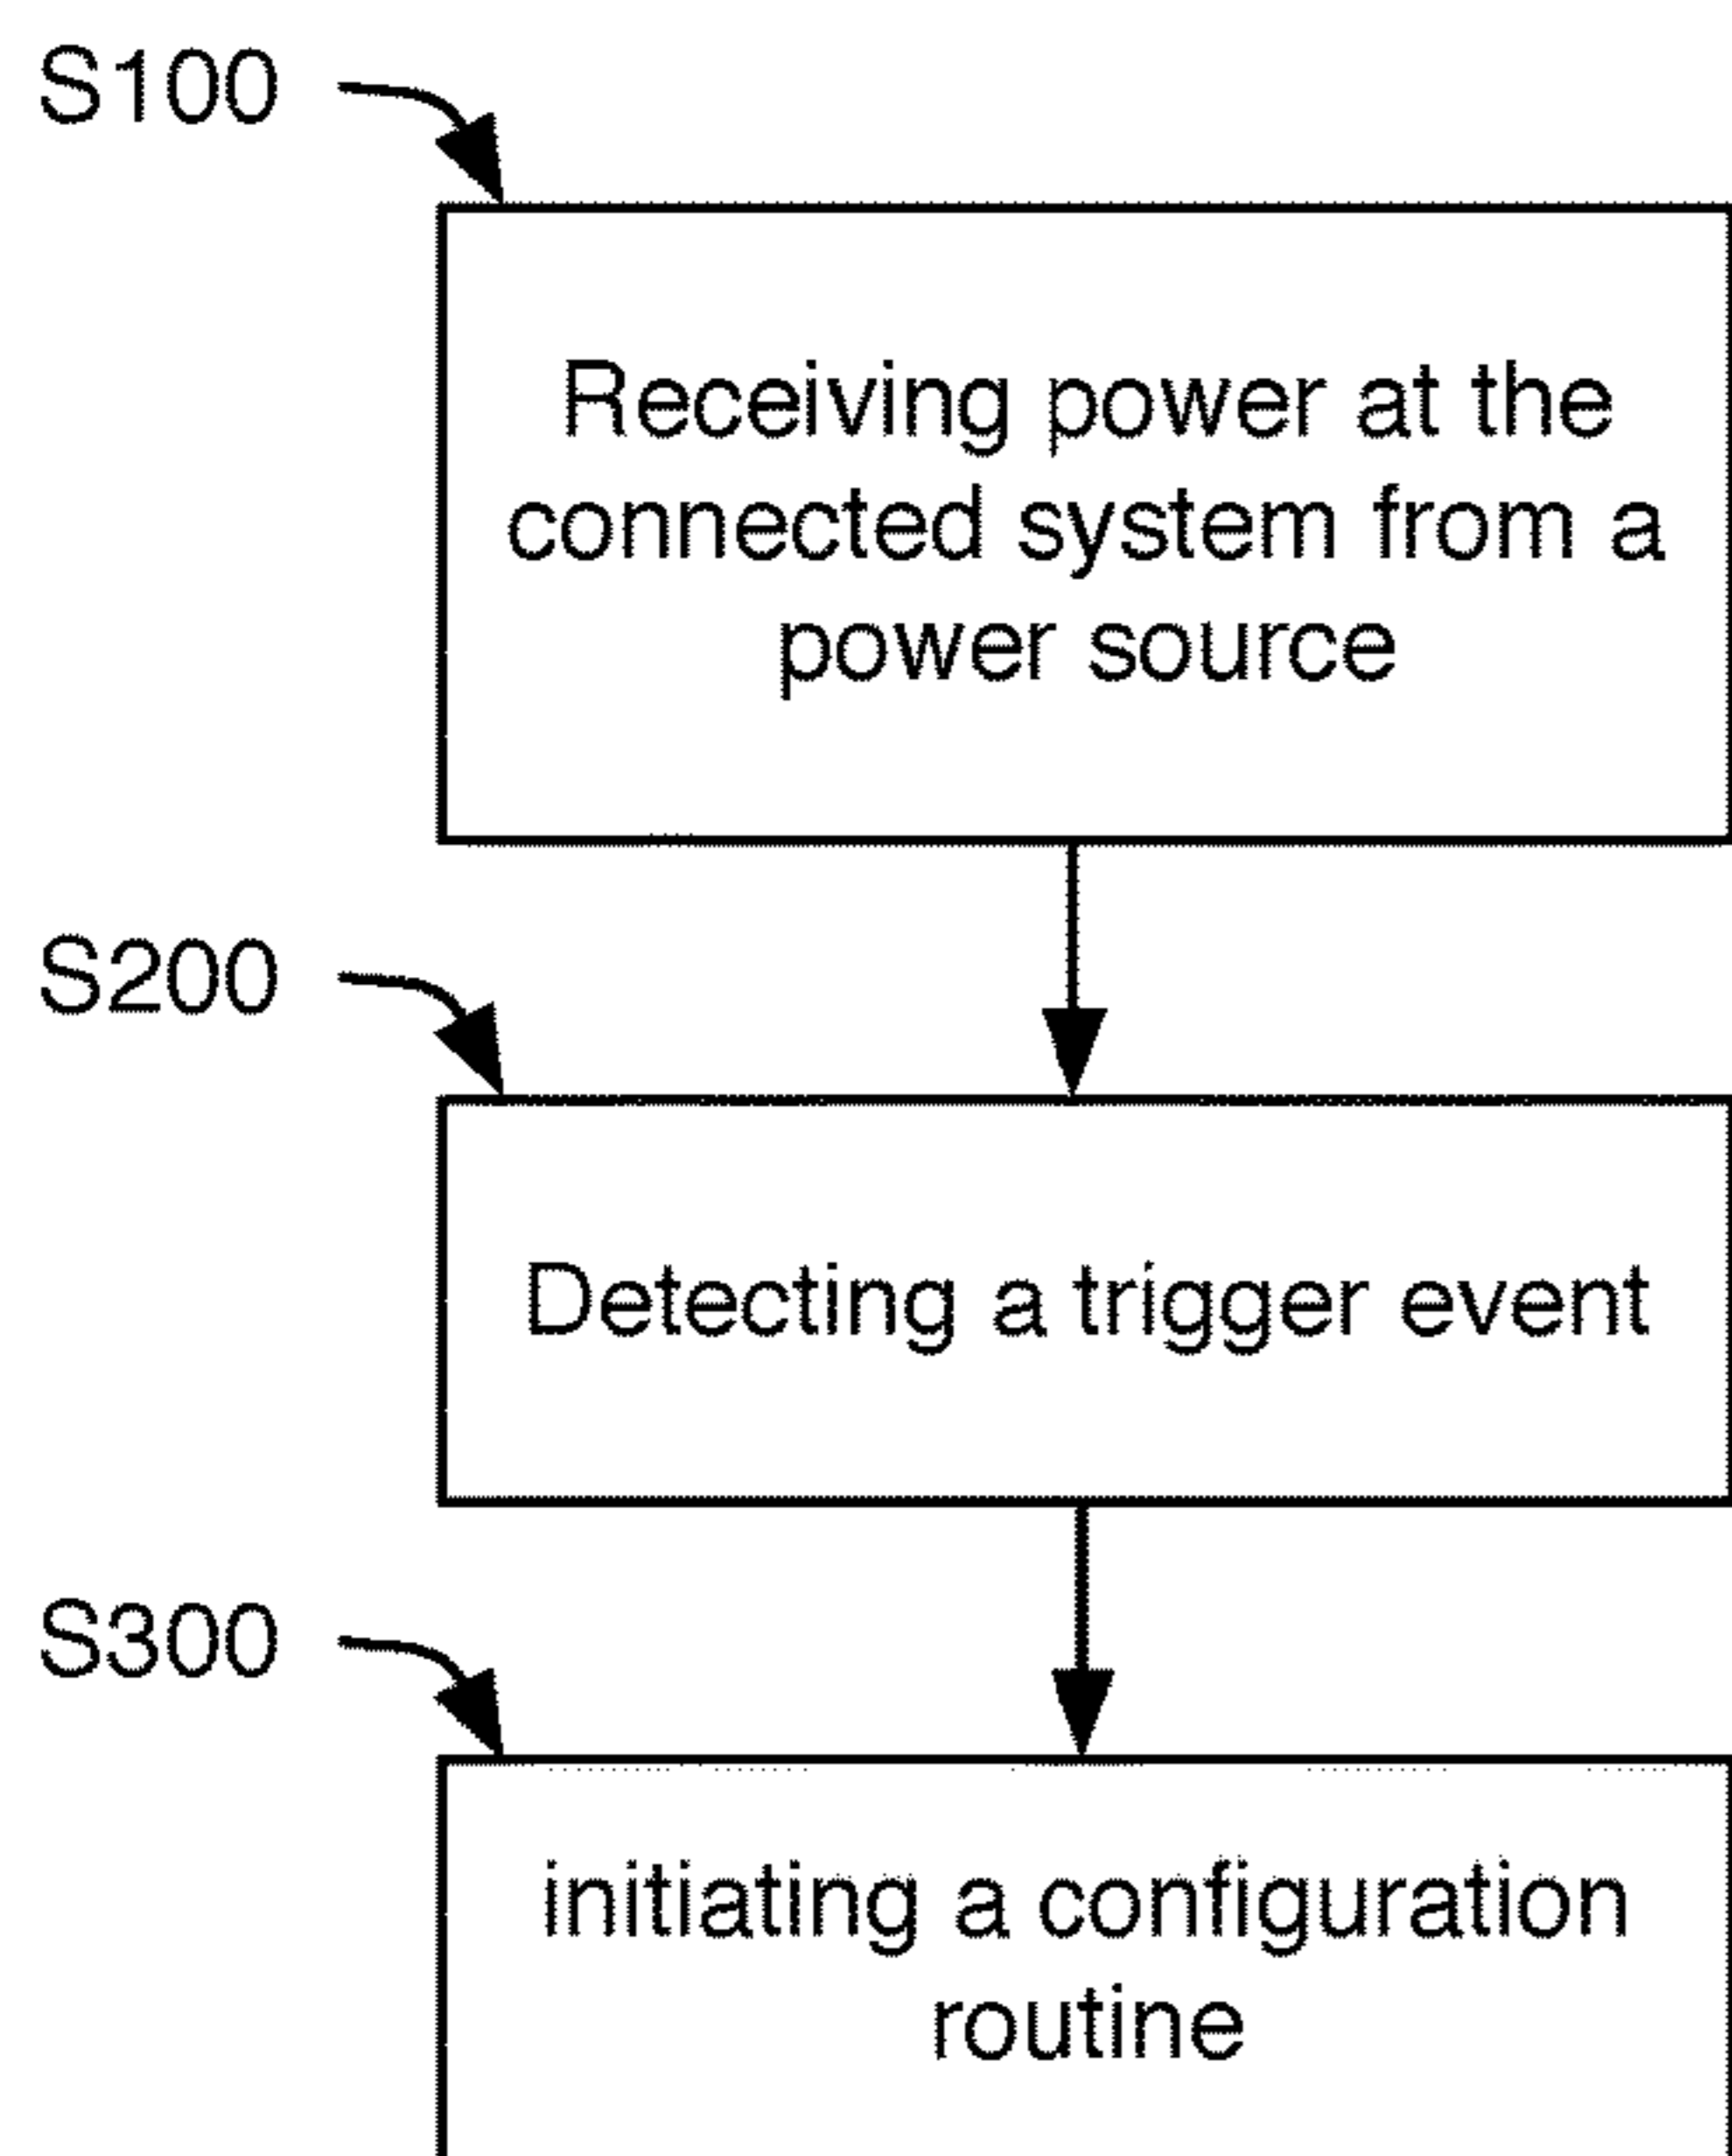 S100
Receiving power at the
connected system from a
power source
S200
Detecting a trigger event
S300
initiating a configuration
routine